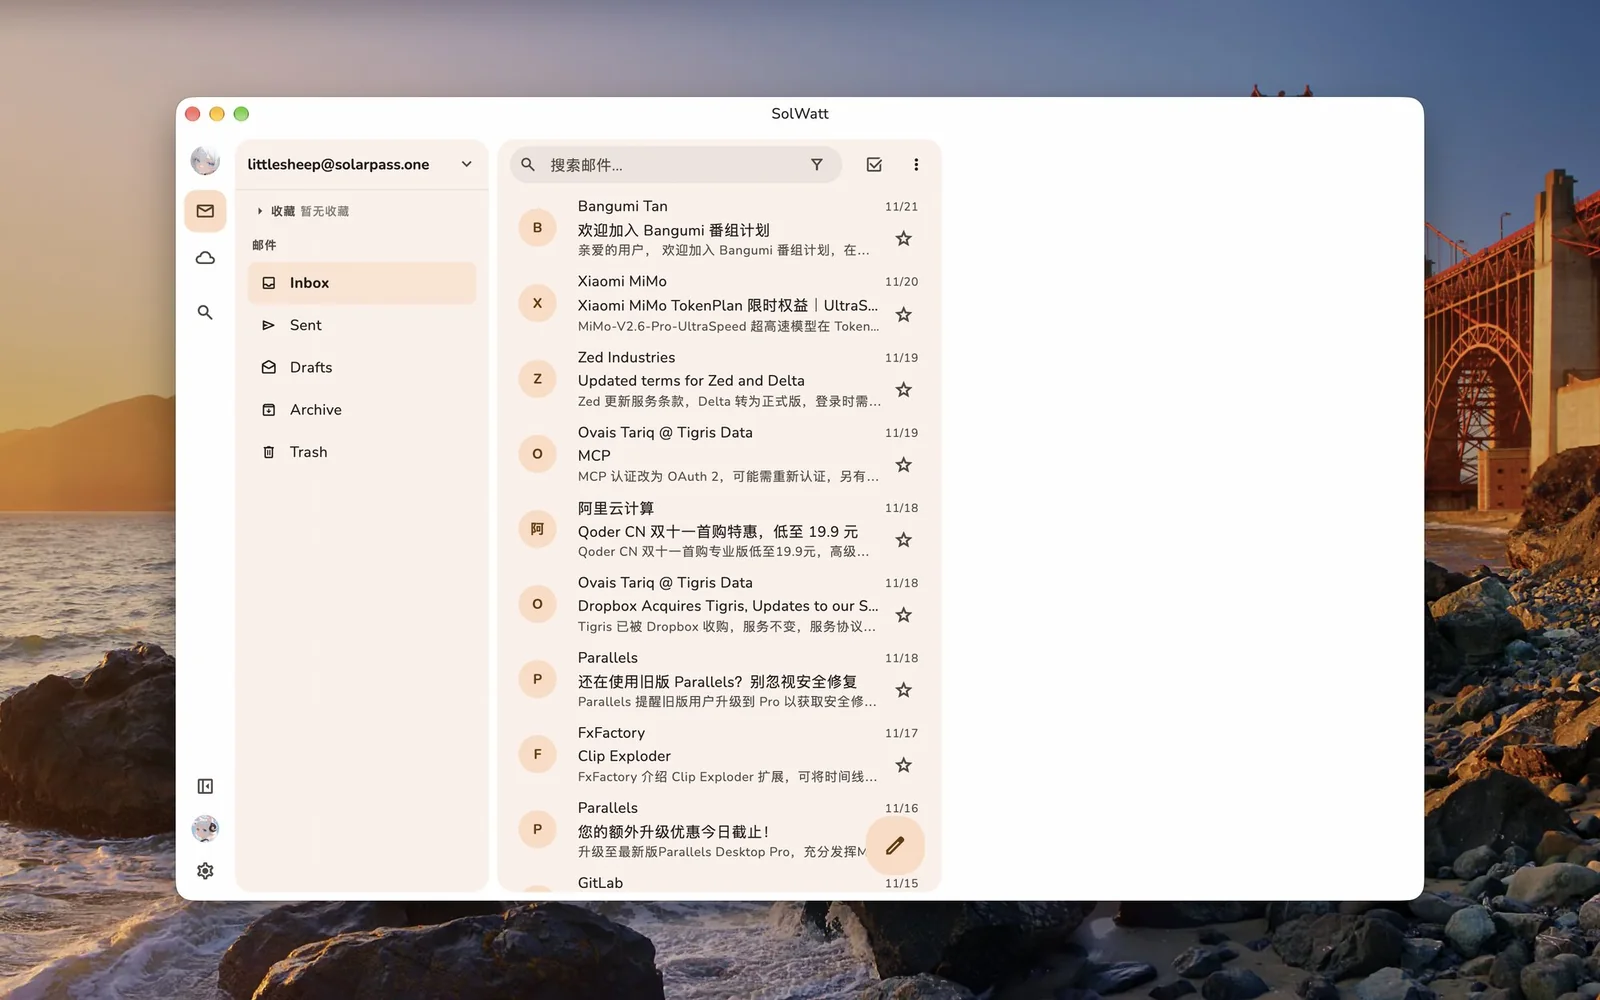 SolWatt
littlesheep@solarpass.one
收藏 暂无收藏
邮件
Inbox
Sent
Drafts
Archive
Trash
搜索邮件...
B
Bangumi Tan
11/21
欢迎加入 Bangumi 番组计划
亲爱的用户， 欢迎加入 Bangumi 番组计划，在...
X
Xiaomi MiMo
11/20
Xiaomi MiMo TokenPlan 限时权益｜UltraS...
MiMo-V2.6-Pro-UltraSpeed 超高速模型在 Token...
Z
Zed Industries
11/19
Updated terms for Zed and Delta
Zed 更新服务条款，Delta 转为正式版，登录时需...
O
Ovais Tariq @ Tigris Data
11/19
MCP
MCP 认证改为 OAuth 2，可能需重新认证，另有...
阿
阿里云计算
11/18
Qoder CN 双十一首购特惠，低至 19.9 元
Qoder CN 双十一首购专业版低至19.9元，高级...
O
Ovais Tariq @ Tigris Data
11/18
Dropbox Acquires Tigris, Updates to our S...
Tigris 已被 Dropbox 收购，服务不变，服务协议...
P
Parallels
11/18
还在使用旧版 Parallels？别忽视安全修复
Parallels 提醒旧版用户升级到 Pro 以获取安全修...
F
FxFactory
11/17
Clip Exploder
FxFactory 介绍 Clip Exploder 扩展，可将时间线...
P
Parallels
11/16
您的额外升级优惠今日截止！
升级至最新版Parallels Desktop Pro，充分发挥M
GitLab
11/15